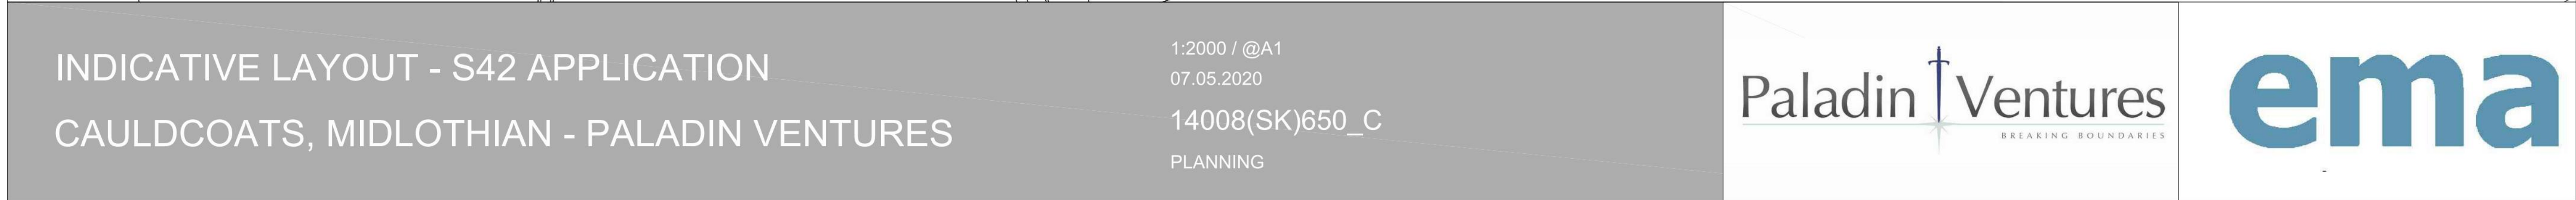 INDICATIVE LAYOUT - S42 APPLICATION
CAULDCOATS, MIDLOTHIAN - PALADIN VENTURES
1:2000 / @A1
07.05.2020
14008(SK)650_C
PLANNING
Paladin Ventures
BREAKING BOUNDARIES
ema